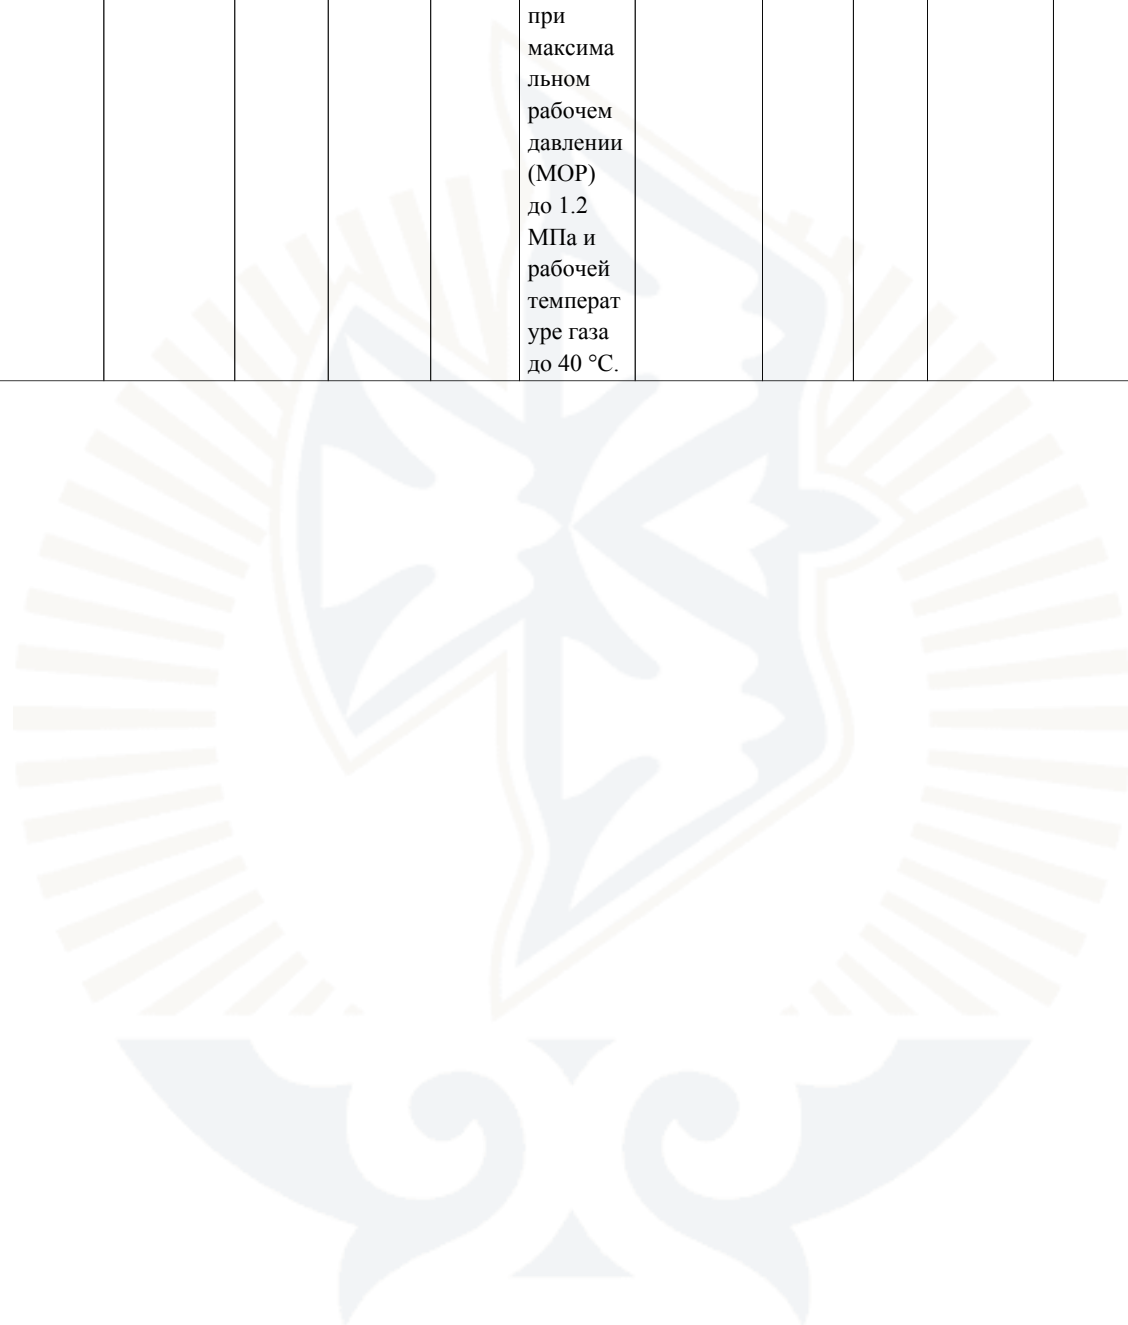 при
максима
льном
рабочем
давлении
(МОР)
до 1.2
МПа и
рабочей
температ
уре газа
до 40 °С.